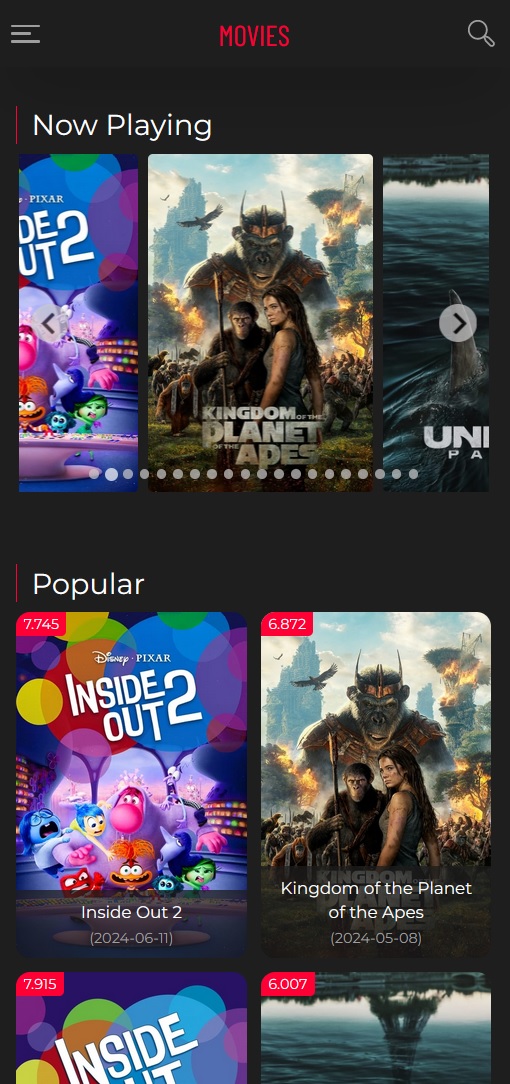 MOVIES
Now Playing
PIXAR
DE
UT2
KINGDOM OF THE
PLANET
OF THE APES
UN
PA
Popular
7.745
6.872
Disney · PIXAR
INSIDE
OUT 2
Inside Out 2
(2024-06-11)
Kingdom of the Planet
of the Apes
(2024-05-08)
7.915
6.007
INSIDE
OUT